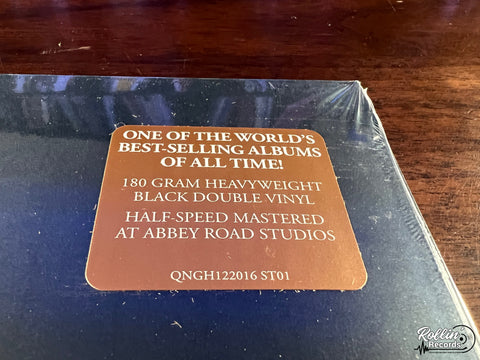 ONE OF THE WORLD'S
BEST-SELLING ALBUMS
OF ALL TIME!
180 GRAM HEAVYWEIGHT
BLACK DOUBLE VINYL
HALF-SPEED MASTERED
AT ABBEY ROAD STUDIOS
QNGH122016 ST01
Rollin'
Records